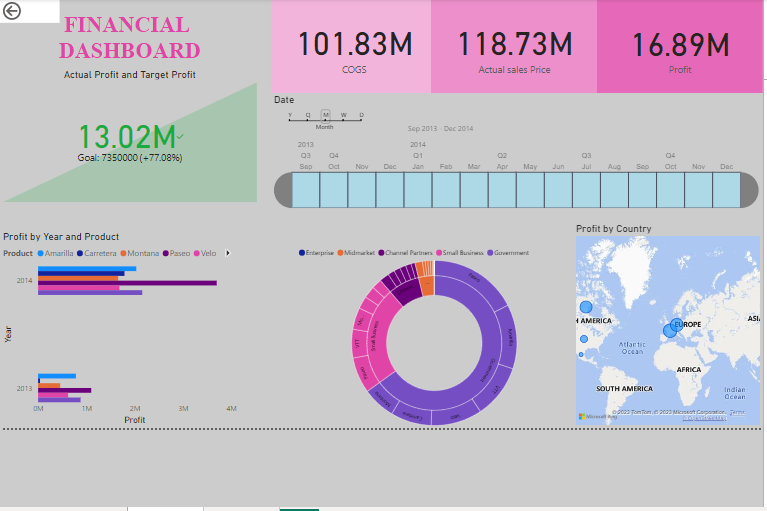 FINANCIAL
DASHBOARD
Actual Profit and Target Profit
13.02M
Goal: 7350000 (+77.08%)
101.83M
COGS
118.73M
Actual sales Price
16.89M
Profit
Date
Y Q M W D
Month
Sep 2013 - Dec 2014
2013 2014
Q3 Q4 Q1 Q2 Q3 Q4
Sep Oct Nov Dec Jan Feb Mar Apr May Jun Jul Aug Sep Oct Nov Dec
Profit by Year and Product
Product Amarilla Carretera Montana Paseo Velo
Year
2014
2013
0M 1M 2M 3M 4M
Profit
Enterprise Midmarket Channel Partners Small Business Government
Small Business
VTT
Profit by Country
H AMERICA
EUROPE
ASI
Atlantic
Ocean
AFRICA
SOUTH AMERICA
Indian
Ocean
Microsoft Bing
© 2023 TomTom, © 2023 Microsoft Corporation Terms